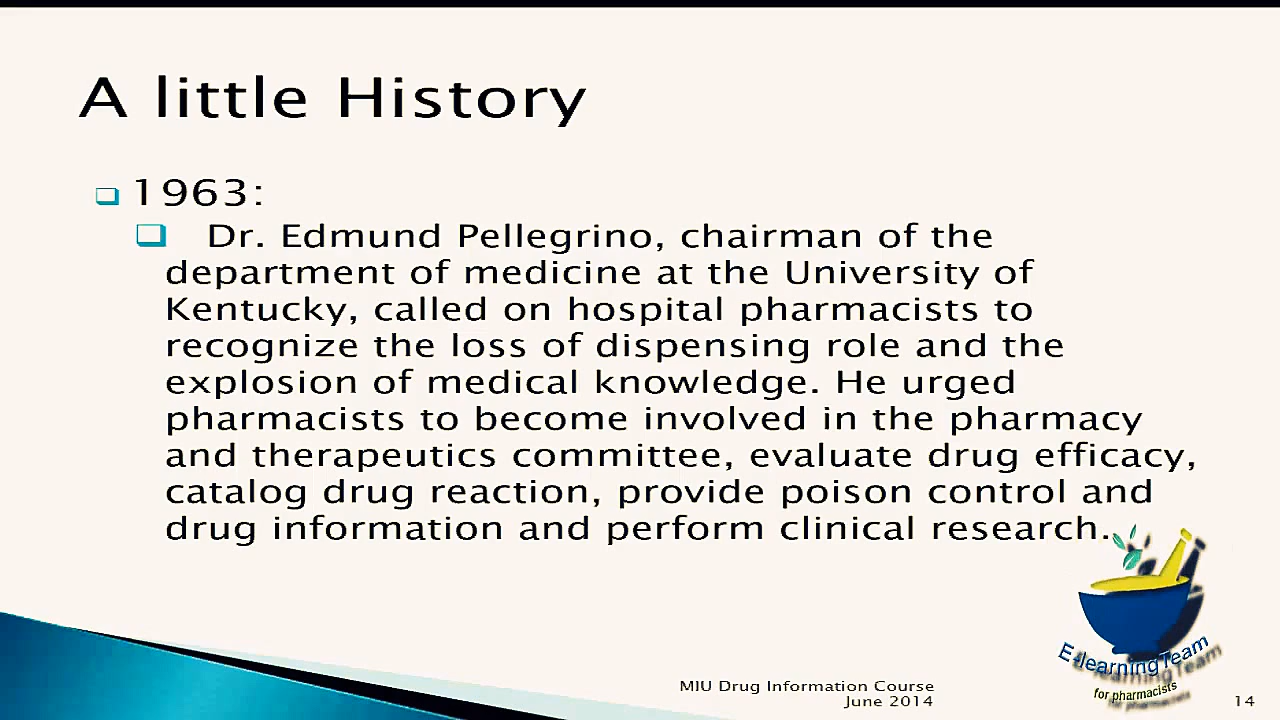 A little History
1963:
Dr. Edmund Pellegrino, chairman of the
department of medicine at the University of
Kentucky, called on hospital pharmacists to
recognize the loss of dispensing role and the
explosion of medical knowledge. He urged
pharmacists to become involved in the pharmacy
and therapeutics committee, evaluate drug efficacy,
catalog drug reaction, provide poison control and
drug information and perform clinical research.
E-learningTeam
for pharmacists
MIU Drug Information Course
June 2014
14